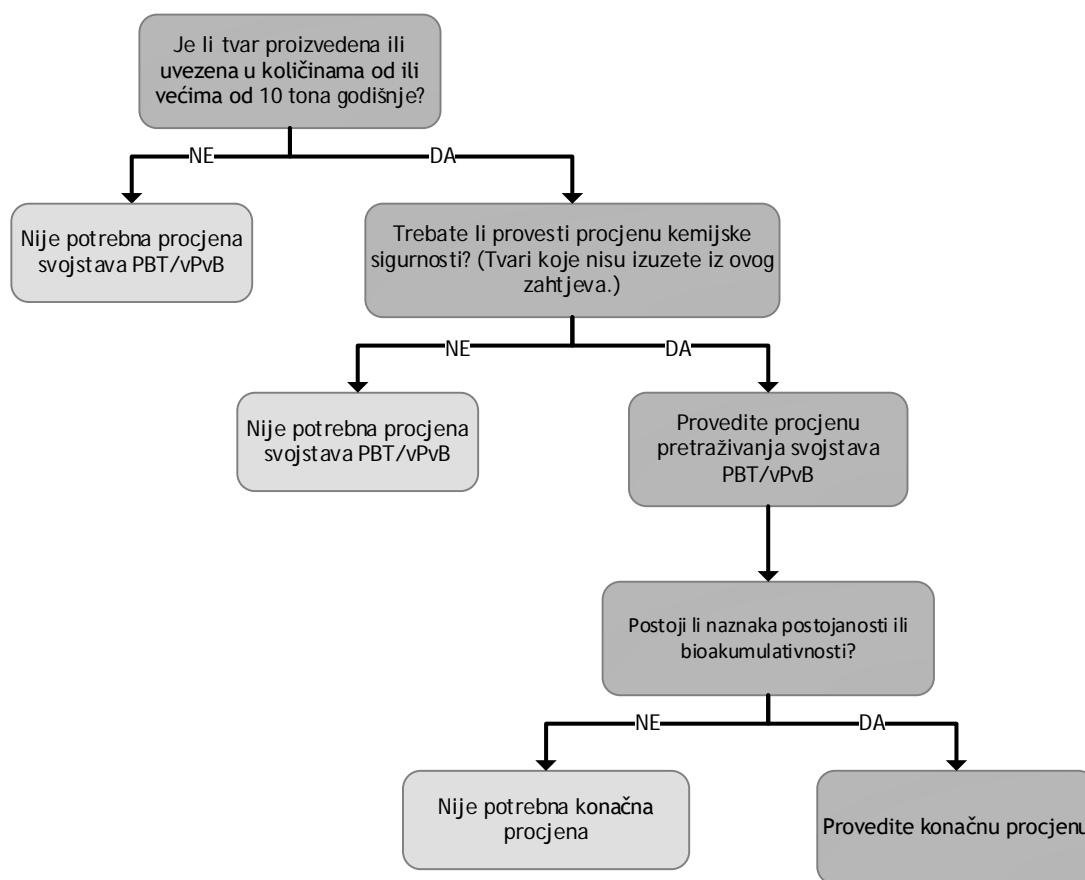 Je li tvar proizvedena ili
uvezena u količinama od ili
većima od 10 tona godišnje?
NE
DA
Nije potrebna procjena
svojstava PBT/vPvB
Trebate li provesti procjenu kemijske
sigurnosti? (Tvari koje nisu izuzete iz ovog
zahtjeva.)
NE
DA
Nije potrebna procjena
svojstava PBT/vPvB
Provedite procjenu
pretraživanja svojstava
PBT/vPvB
Postoji li naznaka postojanosti ili
bioakumulativnosti?
NE
DA
Nije potrebna konačna
procjena
Provedite konačnu procjenu